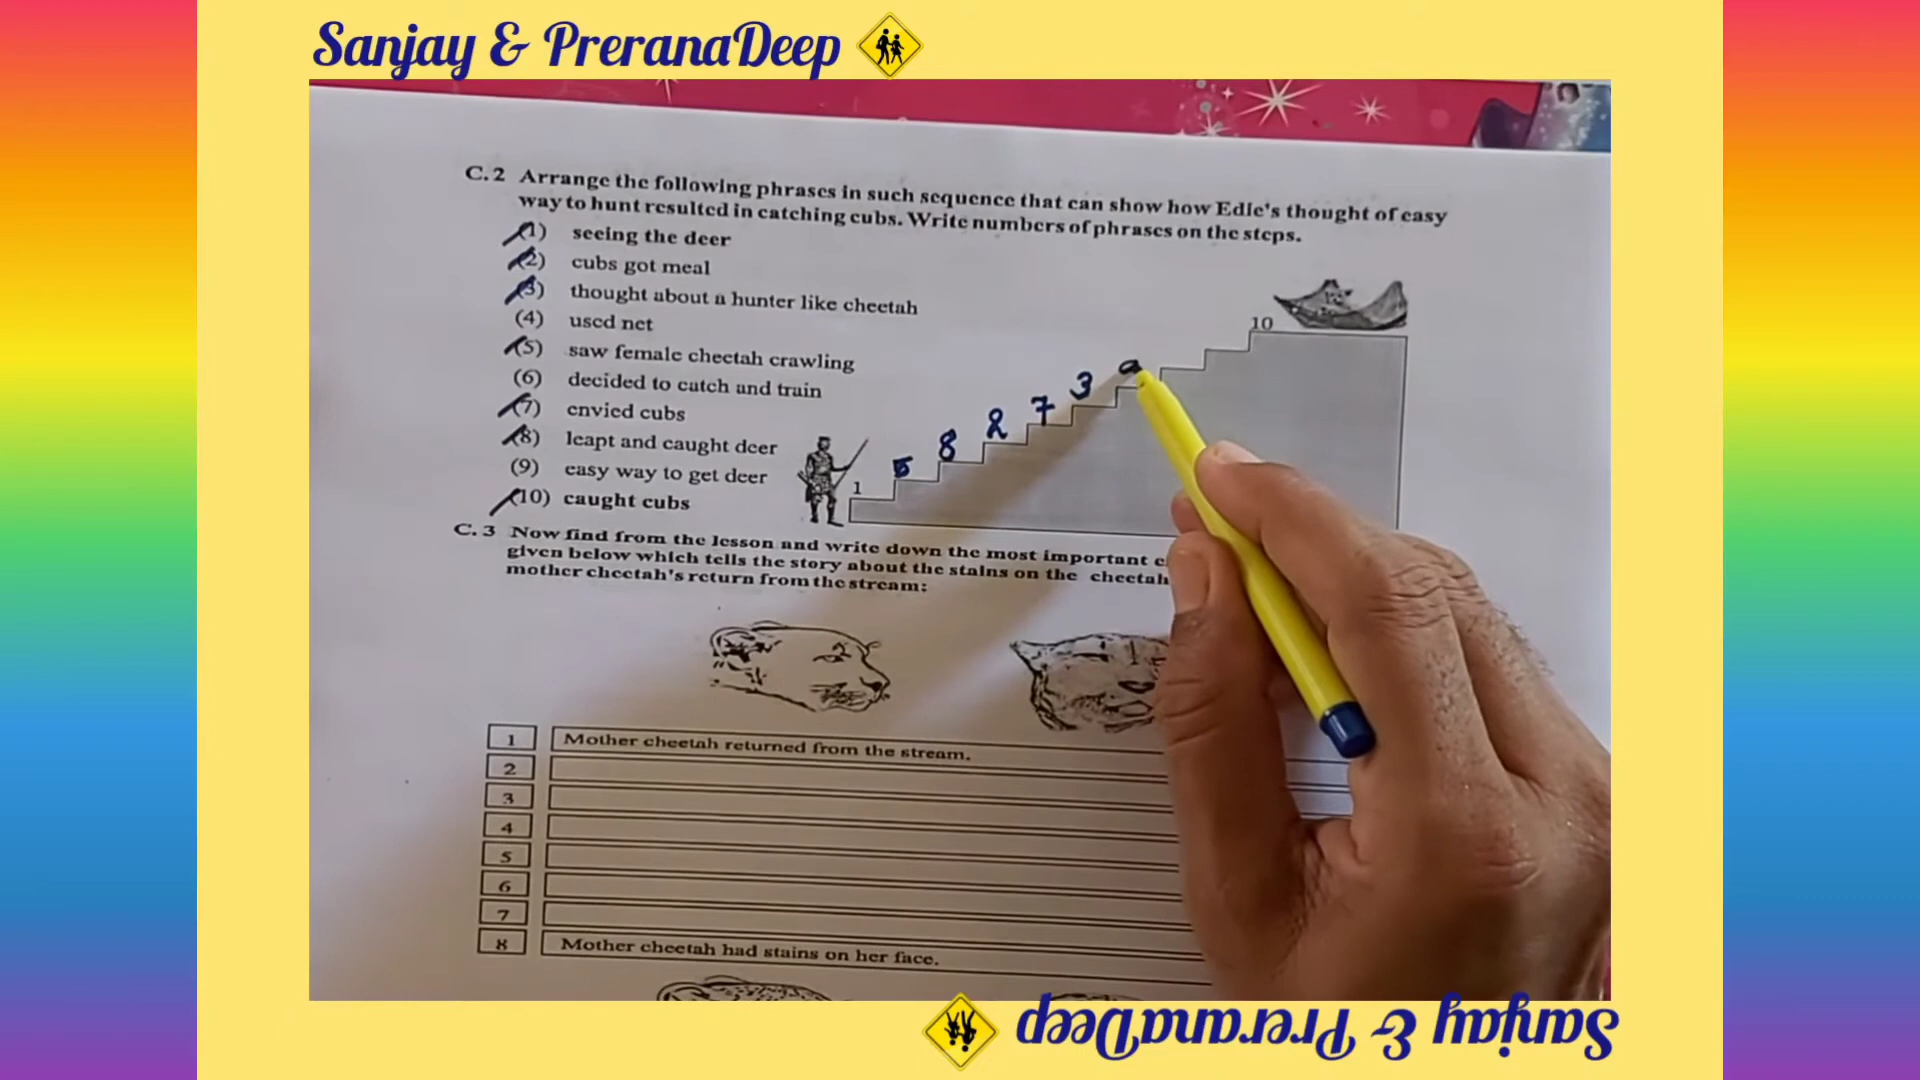 Sanjay & PreranaDeep
C.2 Arrange the following phrases in such sequence that can show how Edie's thought of easy
way to hunt resulted in catching cubs. Write numbers of phrases on the steps.
(1) seeing the deer
(2) cubs got meal
(3) thought about a hunter like cheetah
(4) used net
(5) saw female cheetah crawling
(6) decided to catch and train
(7) envied cubs
(8) leapt and caught deer
(9) easy way to get deer
(10) caught cubs
1 5 8 2 7 3
10
C.3 Now find from the lesson and write down the most important
given below which tells the story about the stains on the cheetah
mother cheetah's return from the stream:
1 Mother cheetah returned from the stream.
2
3
4
5
6
7
8 Mother cheetah had stains on her face.
Sanjay & PreranaDeep